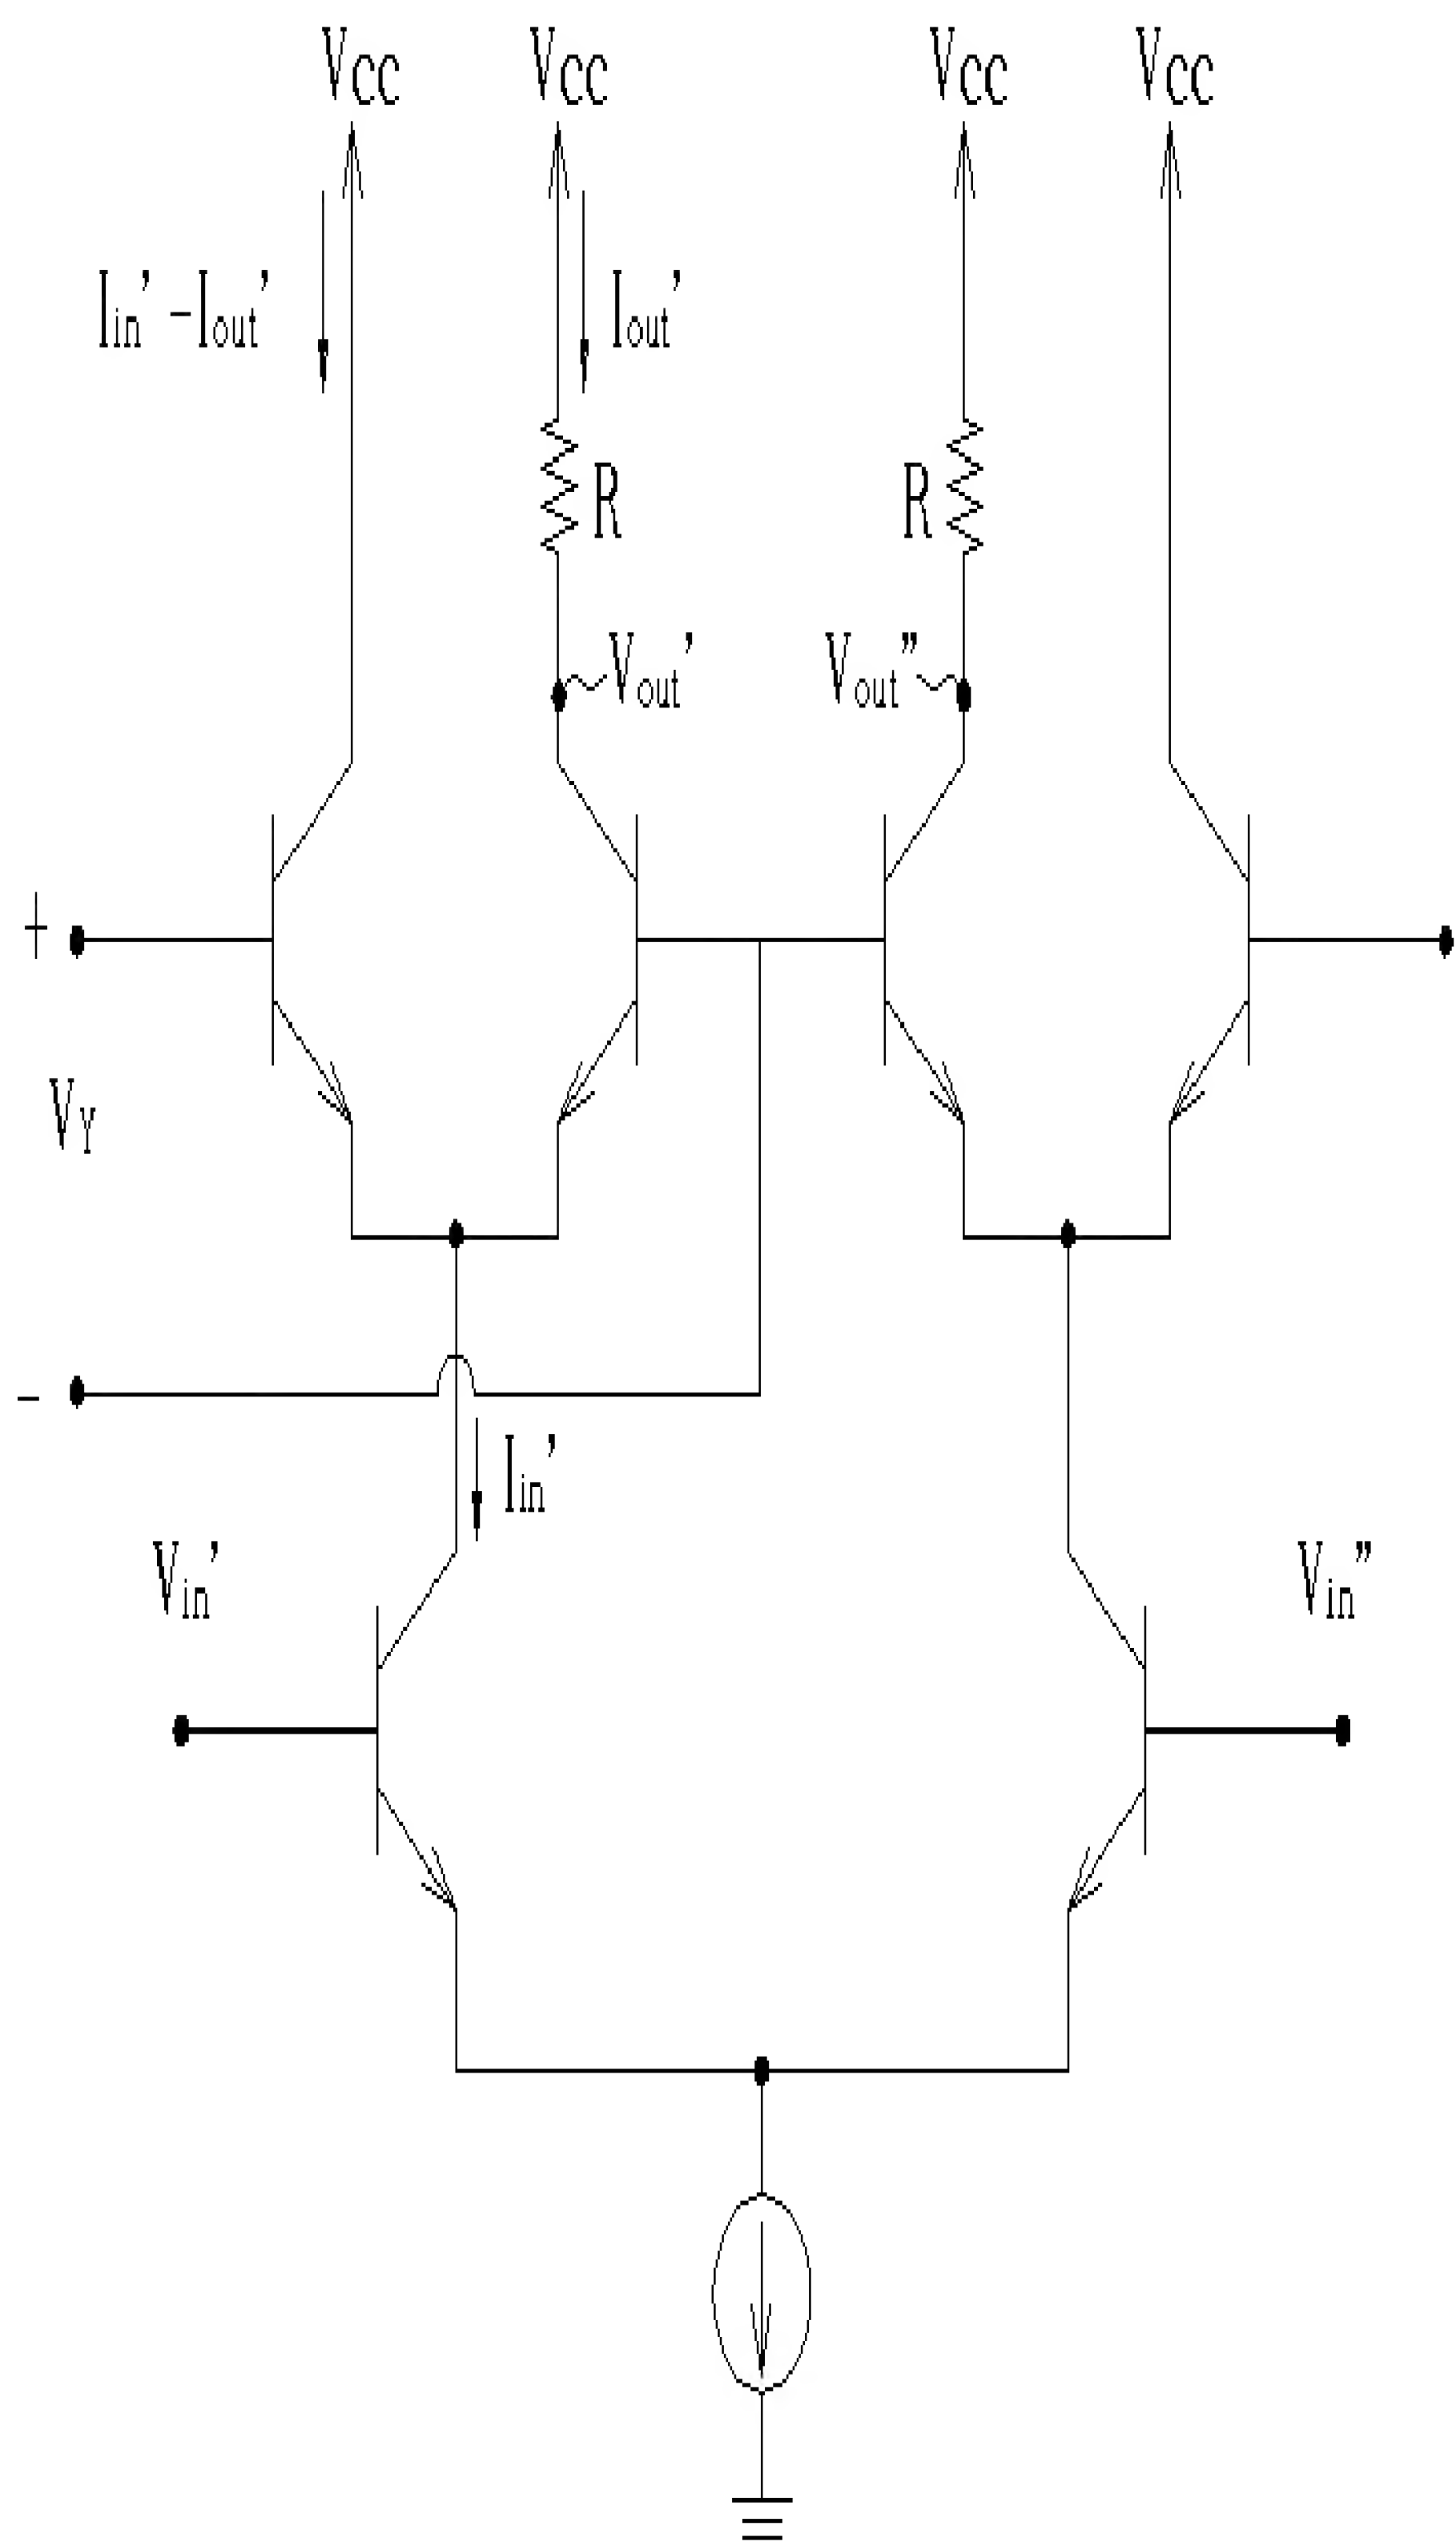 Vcc Vcc Vcc Vcc
Iin' -Iout' Iout'
R R
Vout' Vout"
+
VY
-
Iin'
Vin' Vin"